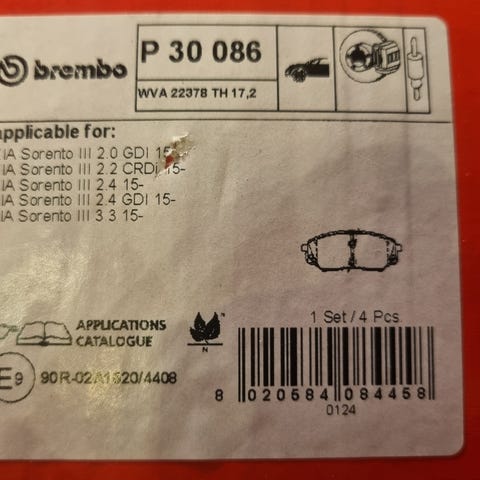 brembo
P 30 086
WVA 22378 TH 17,2
applicable for:
IA Sorento III 2.0 GDI 15-
IA Sorento III 2.2 CRDi 15-
IA Sorento III 2.4 15-
IA Sorento III 2.4 GDI 15-
IA Sorento III 3.3 15-
1 Set / 4 Pcs.
APPLICATIONS
CATALOGUE
N
E9
90R-02A1620/4408
8 020584 084458
0124